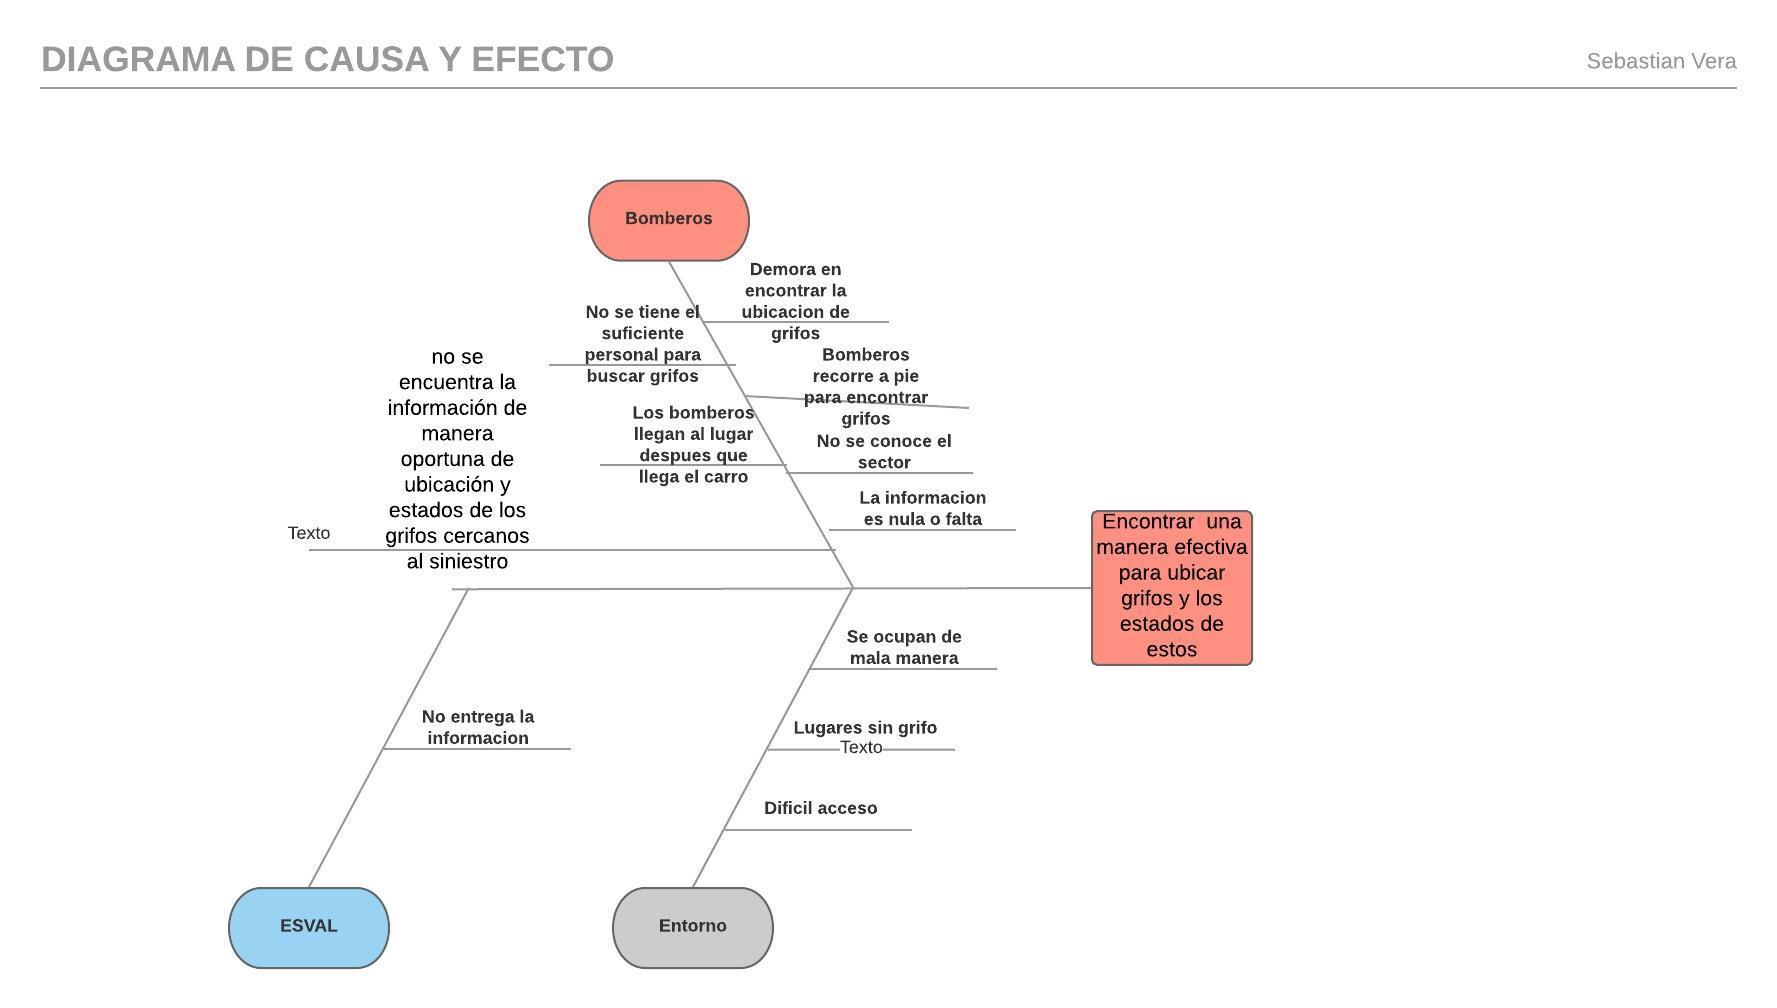 DIAGRAMA DE CAUSA Y EFECTO
Sebastian Vera
Bomberos
Demora en
encontrar la
ubicacion de
grifos
No se tiene el
suficiente
personal para
buscar grifos
Bomberos
recorre a pie
para encontrar
grifos
no se
encuentra la
información de
manera
oportuna de
ubicación y
estados de los
grifos cercanos
al siniestro
Los bomberos
llegan al lugar
despues que
llega el carro
No se conoce el
sector
La informacion
es nula o falta
Texto
Encontrar  una
manera efectiva
para ubicar
grifos y los
estados de
estos
Se ocupan de
mala manera
No entrega la
informacion
Lugares sin grifo
Texto
Dificil acceso
ESVAL
Entorno